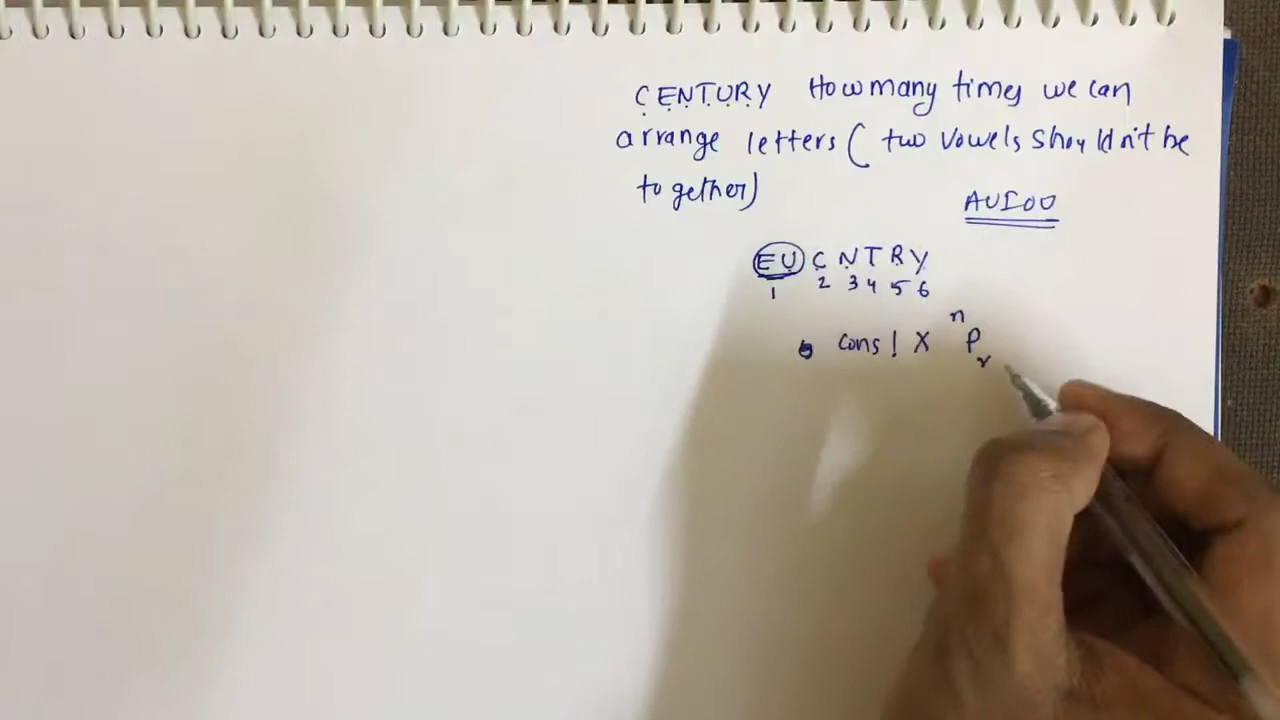 CENTURY How many times we can
arrange letters ( two vowels shouldn't be
together)
AUIOO
EU C N T R Y
1 2 3 4 5 6
cons! X nPr